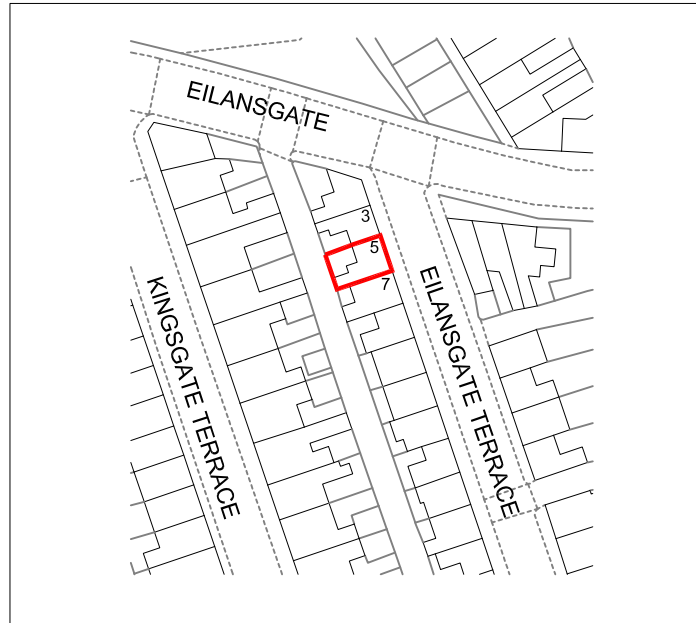 EILANSGATE
3
5
7
KINGSGATE TERRACE
EILANSGATE TERRACE